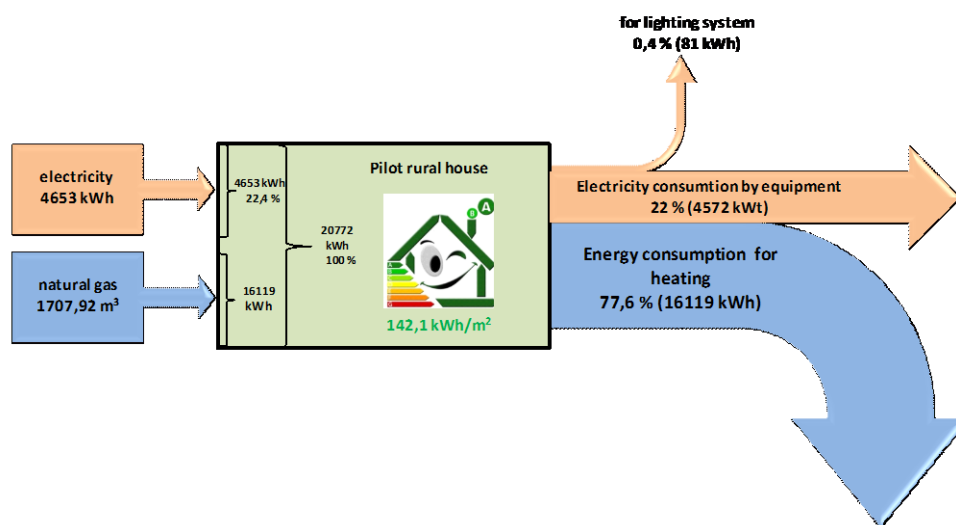 for lighting system
0,4 % (81 kWh)
electricity
4653 kWh
natural gas
1707,92 m³
4653 kWh
22,4 %
16119
kWh
20772
kWh
100 %
Pilot rural house
B
A
A
142,1 kWh/m²
Electricity consumtion by equipment
22 % (4572 kWt)
Energy consumption for
heating
77,6 % (16119 kWh)